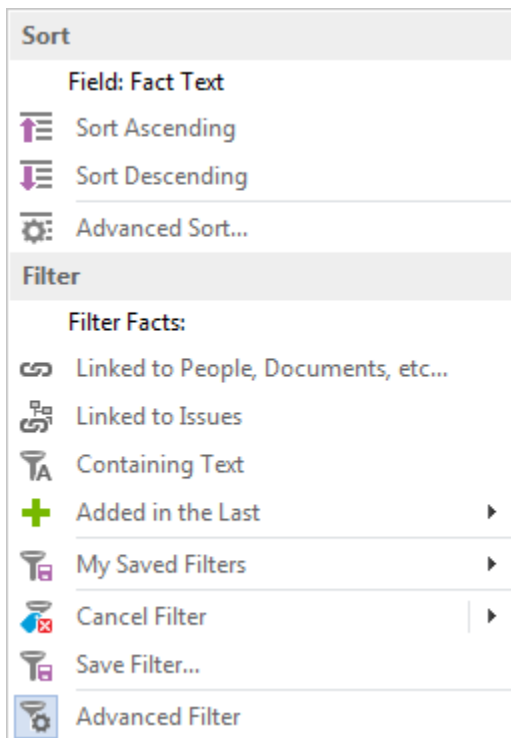 Sort
Field: Fact Text
Sort Ascending
Sort Descending
Advanced Sort...
Filter
Filter Facts:
Linked to People, Documents, etc...
Linked to Issues
Containing Text
Added in the Last
My Saved Filters
Cancel Filter
Save Filter...
Advanced Filter